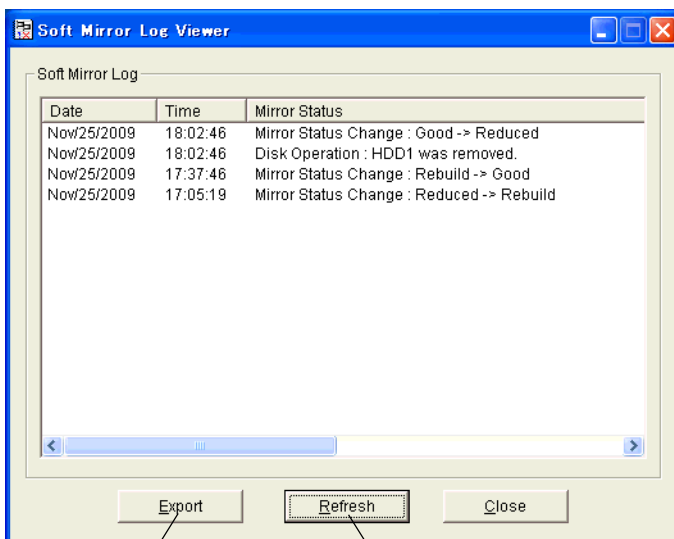 Soft Mirror Log Viewer
Soft Mirror Log
Date Time Mirror Status
Nov/25/2009 18:02:46 Mirror Status Change : Good -> Reduced
Nov/25/2009 18:02:46 Disk Operation : HDD1 was removed.
Nov/25/2009 17:37:46 Mirror Status Change : Rebuild -> Good
Nov/25/2009 17:05:19 Mirror Status Change : Reduced -> Rebuild
Export Refresh Close